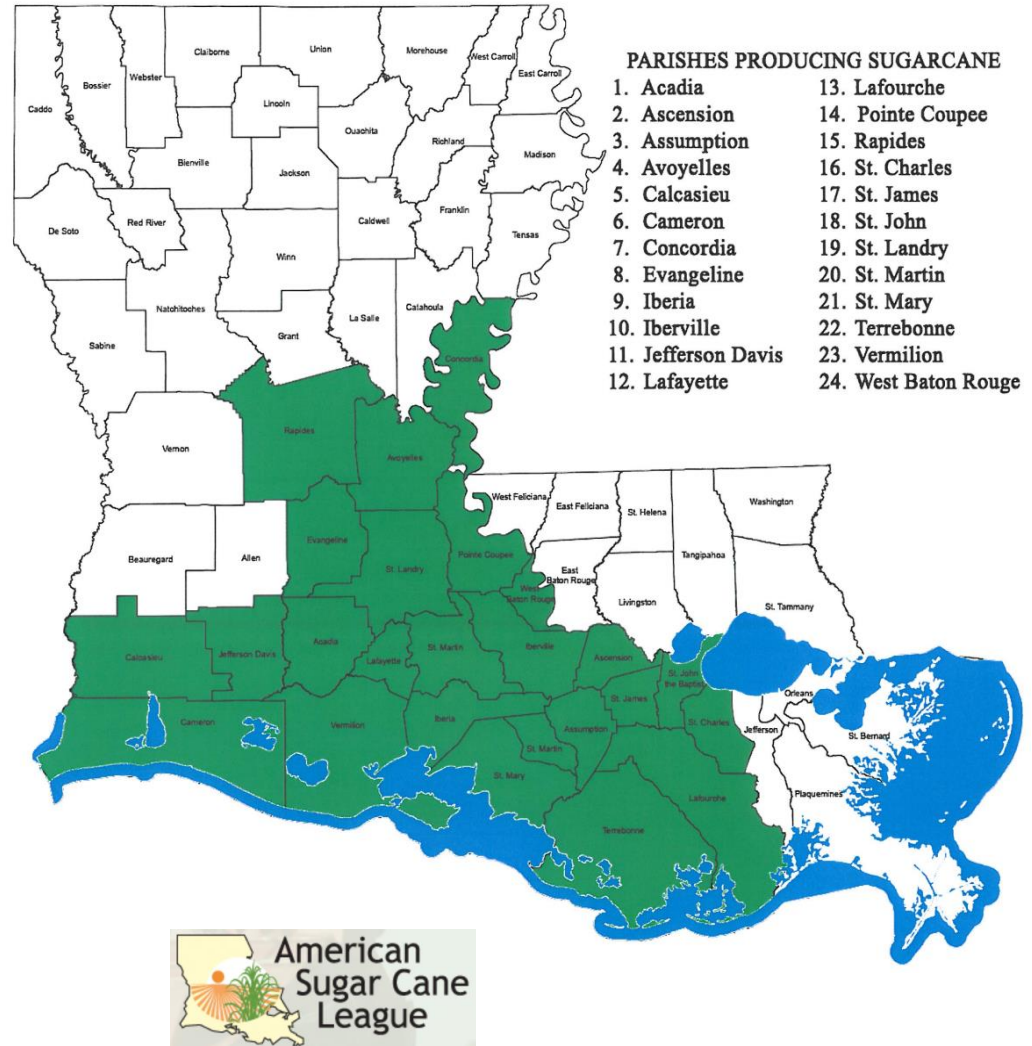 Claiborne
Union
Morehouse
West Carroll
East Carroll
Caddo
Bossier
Webster
Lincoln
Ouachita
Richland
Madison
Bienville
Jackson
Franklin
Caldwell
De Soto
Red River
Tensas
Winn
Natchitoches
Catahoula
La Salle
Grant
Sabine
Concordia
Vernon
Rapides
Avoyelles
PARISHES PRODUCING SUGARCANE
1. Acadia
2. Ascension
3. Assumption
4. Avoyelles
5. Calcasieu
6. Cameron
7. Concordia
8. Evangeline
9. Iberia
10. Iberville
11. Jefferson Davis
12. Lafayette
13. Lafourche
14. Pointe Coupee
15. Rapides
16. St. Charles
17. St. James
18. St. John
19. St. Landry
20. St. Martin
21. St. Mary
22. Terrebonne
23. Vermilion
24. West Baton Rouge
West Feliciana
East Feliciana
St. Helena
Washington
Tangipahoa
Beauregard
Allen
Evangeline
St. Landry
Pointe Coupee
West
Baton Rouge
East
Baton Rouge
Livingston
St. Tammany
Calcasieu
Jefferson Davis
Acadia
Lafayette
St. Martin
Iberville
Ascension
St. John
the Baptist
St. James
Cameron
Vermilion
Iberia
Assumption
St. Charles
Orleans
Jefferson
St. Bernard
St. Martin
St. Mary
Lafourche
Plaquemines
Terrebonne
American
Sugar Cane
League